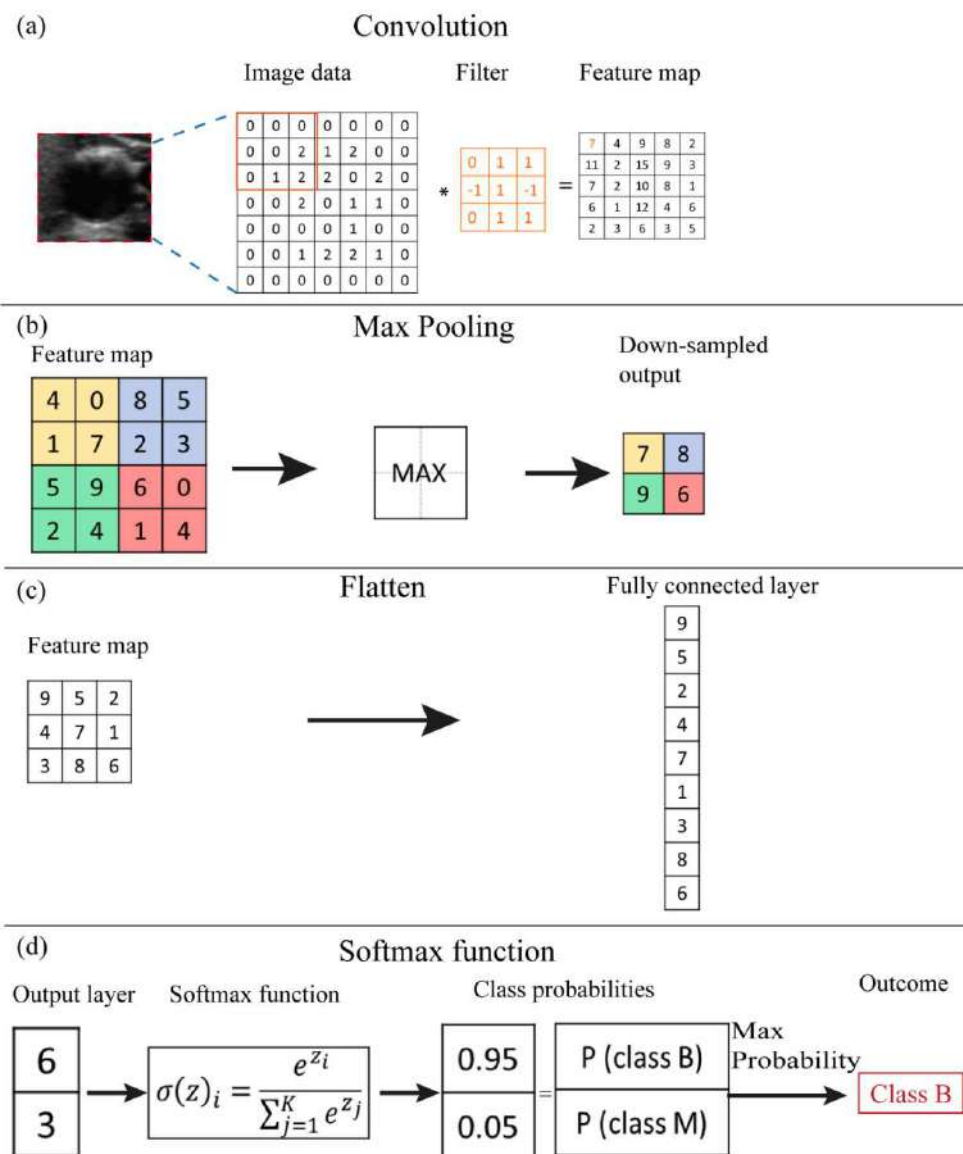 (a)
Convolution
Image data Filter Feature map
0 0 0 0 0 0 0
0 0 2 1 2 0 0
0 1 2 2 0 2 0
0 0 2 0 1 1 0
0 0 0 0 1 0 0
0 0 1 2 2 1 0
0 0 0 0 0 0 0
*
0 1 1
-1 1 -1
0 1 1
=
7 4 9 8 2
11 2 15 9 3
7 2 10 8 1
6 1 12 4 6
2 3 6 3 5
(b)
Max Pooling
Feature map
4 0 8 5
1 7 2 3
5 9 6 0
2 4 1 4
MAX
Down-sampled
output
7 8
9 6
(c)
Flatten
Feature map
9 5 2
4 7 1
3 8 6
Fully connected layer
9
5
2
4
7
1
3
8
6
(d)
Softmax function
Output layer
6
3
Softmax function
σ(z)ᵢ = e^{z_i} / ∑_{j=1}^{K} e^{z_j}
Class probabilities
0.95
0.05
=
P (class B)
P (class M)
Max
Probability
Outcome
Class B